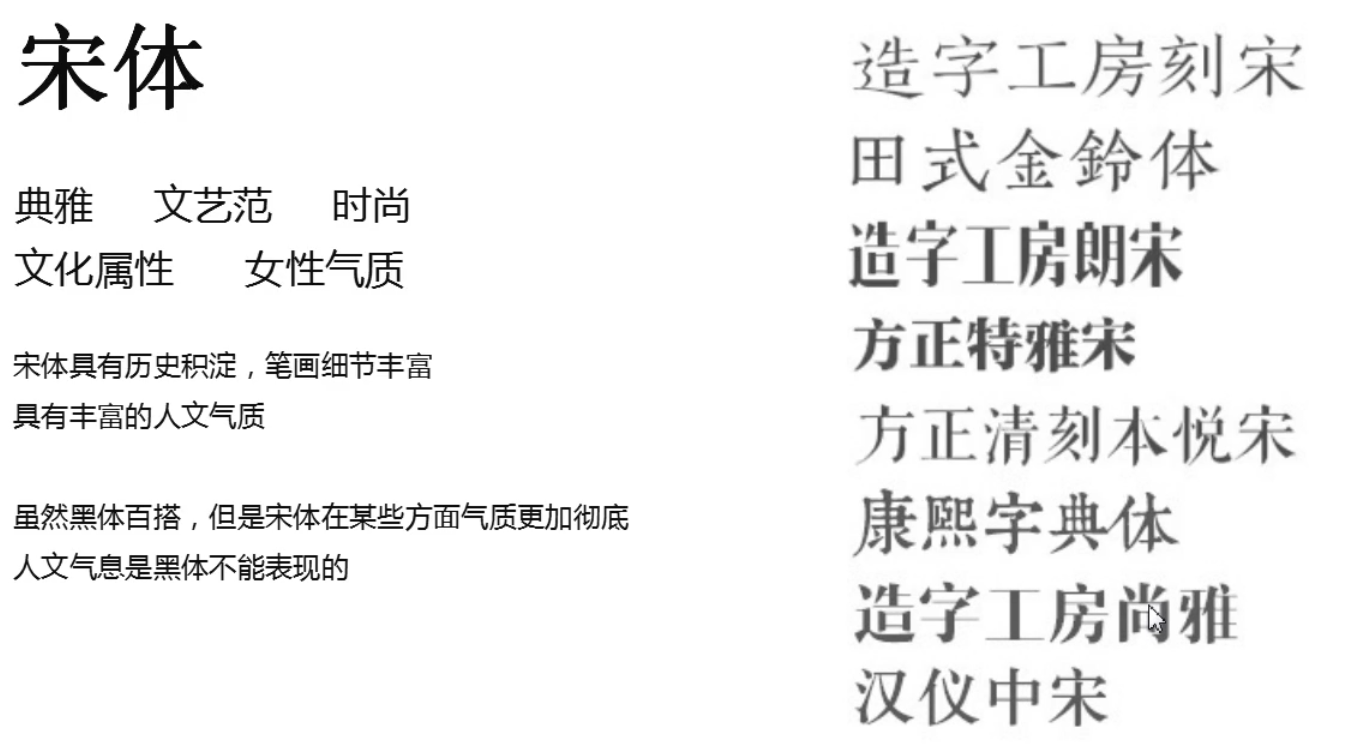 宋体
典雅 文艺范 时尚
文化属性 女性气质
宋体具有历史积淀，笔画细节丰富
具有丰富的人文气质
虽然黑体百搭，但是宋体在某些方面气质更加彻底
人文气息是黑体不能表现的
造字工房刻宋
田式金鈴体
造字工房朗宋
方正特雅宋
方正清刻本悦宋
康熙字典体
造字工房尚雅
汉仪中宋